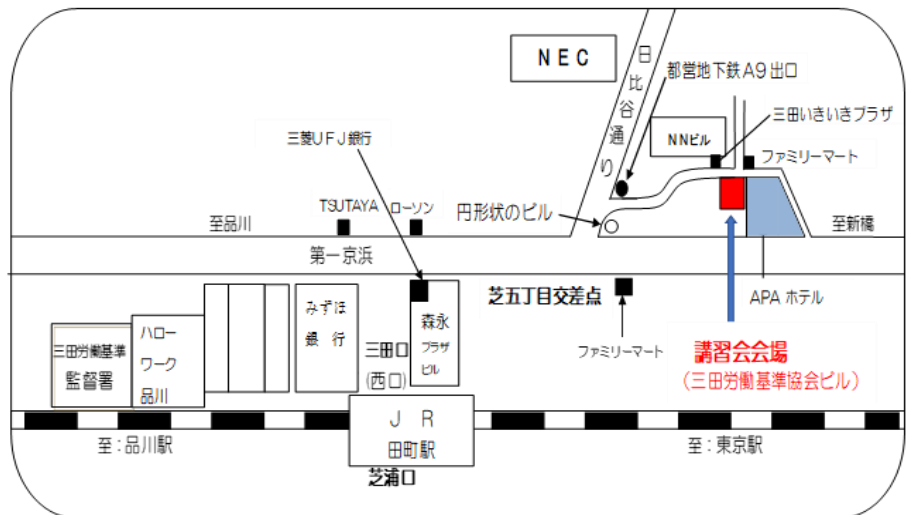 NEC
日比谷通り
都営地下鉄A9出口
三田いきいきプラザ
NNビル
ファミリーマート
三菱UFJ銀行
TSUTAYA ローソン
円形状のビル
至品川
至新橋
第一京浜
芝五丁目交差点
APAホテル
みずほ
銀行
森永
プラザ
ビル
三田口
(西口)
ファミリーマート
講習会会場
(三田労働基準協会ビル)
三田労働基準
監督署
ハロー
ワーク
品川
JR
田町駅
至:品川駅
至:東京駅
芝浦口